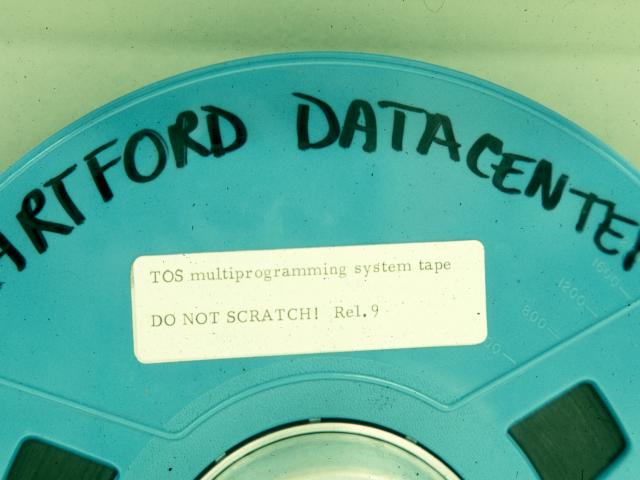 ARTFORD DATACENTER
TOS multiprogramming system tape
DO NOT SCRATCH! Rel.9
1600
1200
800